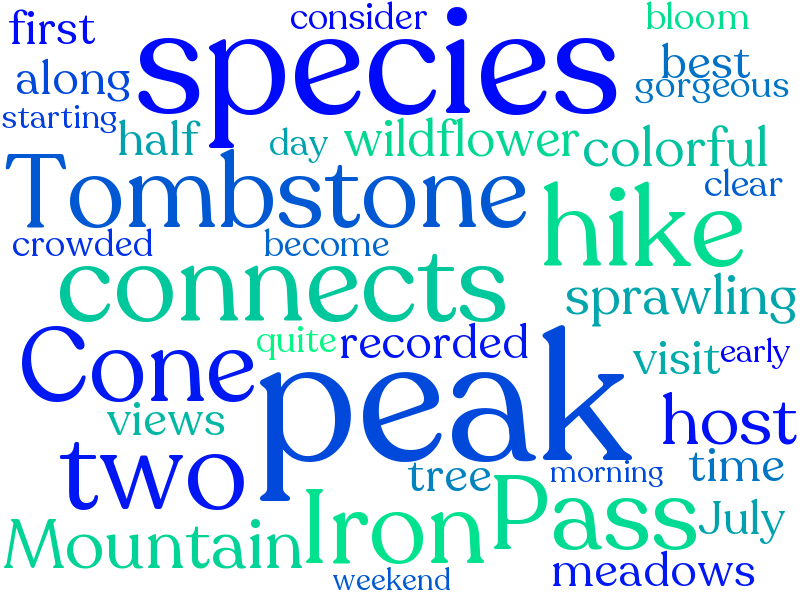 first
consider
bloom
species
along
best
gorgeous
starting
half
day
wildflower
colorful
Tombstone
clear
hike
crowded
become
connects
sprawling
Cone
quite
recorded
visit
early
peak
views
host
two
tree
morning
time
Mountain
Iron
Pass
July
weekend
meadows